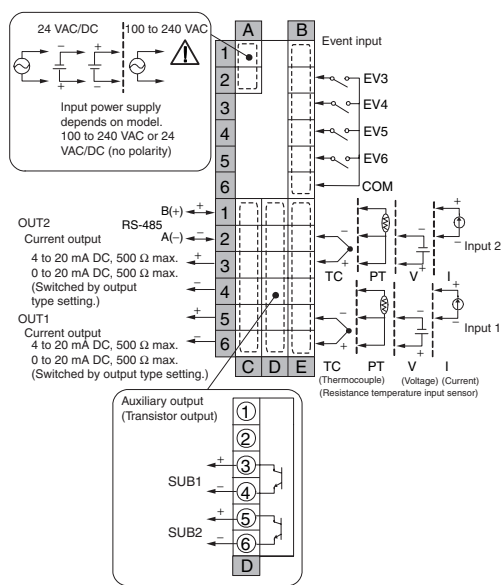 24 VAC/DC
100 to 240 VAC
− + + −
Input power supply
depends on model.
100 to 240 VAC or 24
VAC/DC (no polarity)
A
B
1
2
3
4
5
6
Event input
EV3
EV4
EV5
EV6
COM
1
2
3
4
5
6
B(+) +
RS-485
A(−) −
OUT2
Current output
4 to 20 mA DC, 500 Ω max.
0 to 20 mA DC, 500 Ω max.
(Switched by output
type setting.)
+
−
OUT1
Current output
4 to 20 mA DC, 500 Ω max.
0 to 20 mA DC, 500 Ω max.
(Switched by output type setting.)
+
−
C D E
− + − + + −
Input 2
TC PT V I
− + − + + −
Input 1
TC PT V I
(Thermocouple) (Voltage) (Current)
(Resistance temperature input sensor)
Auxiliary output
(Transistor output)
1
2
3
4
5
6
SUB1 + −
SUB2 + −
D